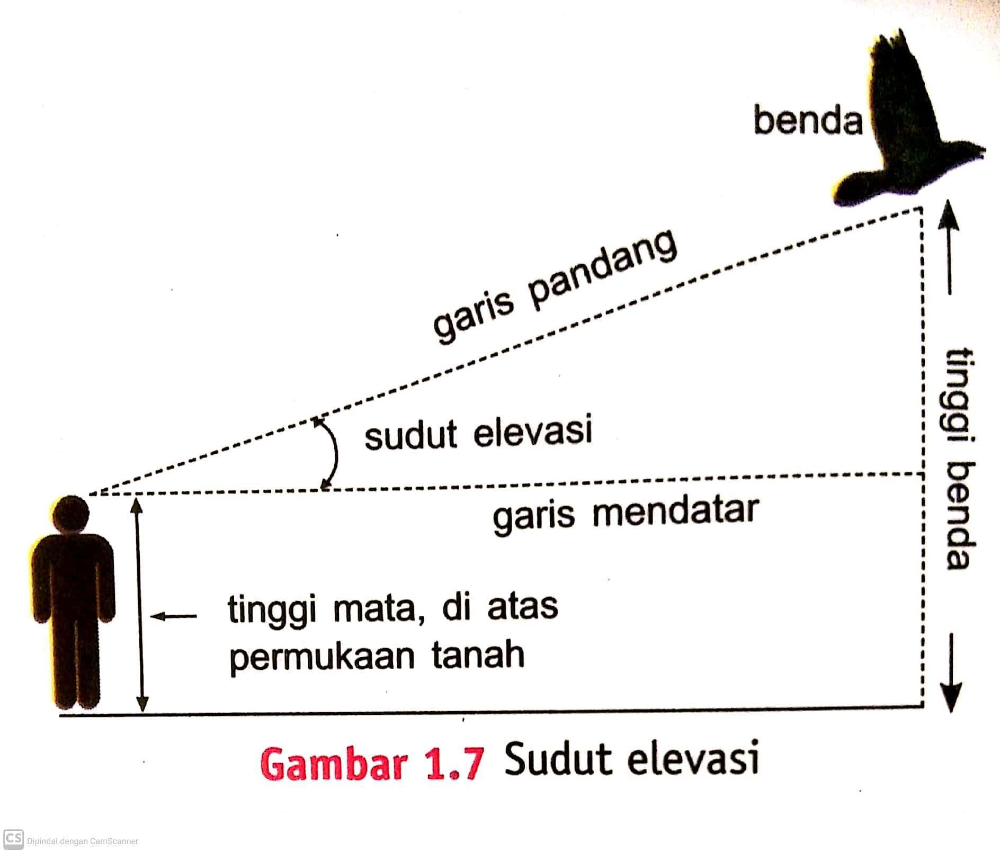 benda
garis pandang
sudut elevasi
garis mendatar
tinggi benda
tinggi mata, di atas
permukaan tanah
Gambar 1.7 Sudut elevasi
CS Dipindai dengan CamScanner